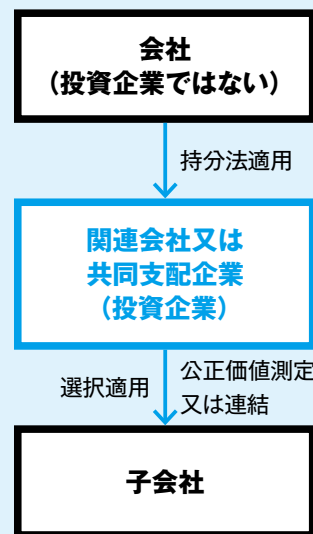 会社
（投資企業ではない）
持分法適用
関連会社又は
共同支配企業
（投資企業）
選択適用
公正価値測定
又は連結
子会社